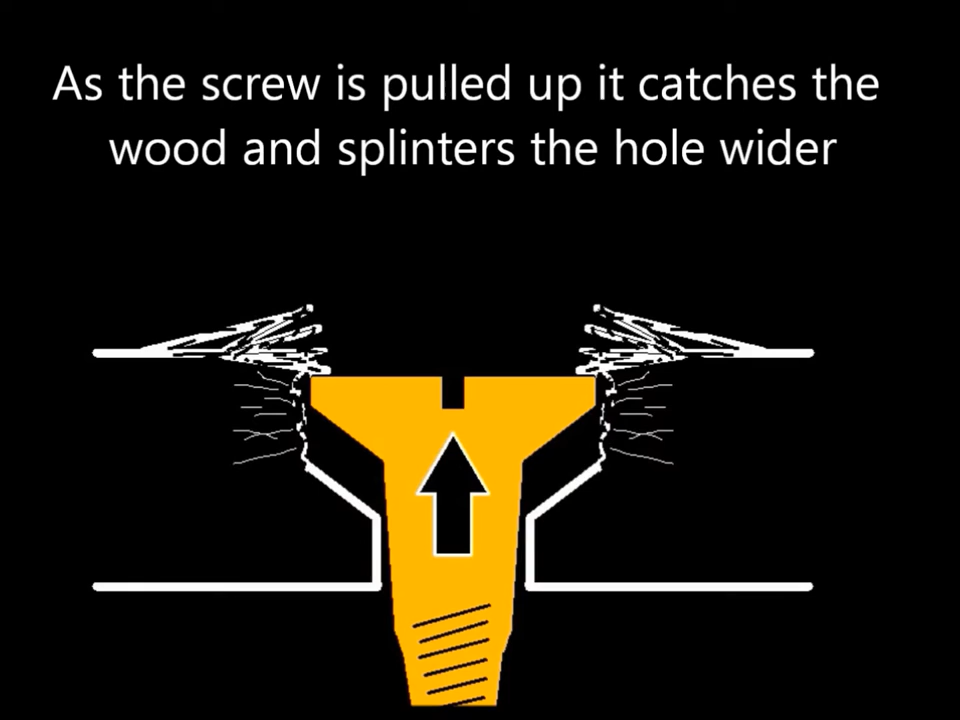 As the screw is pulled up it catches the
wood and splinters the hole wider